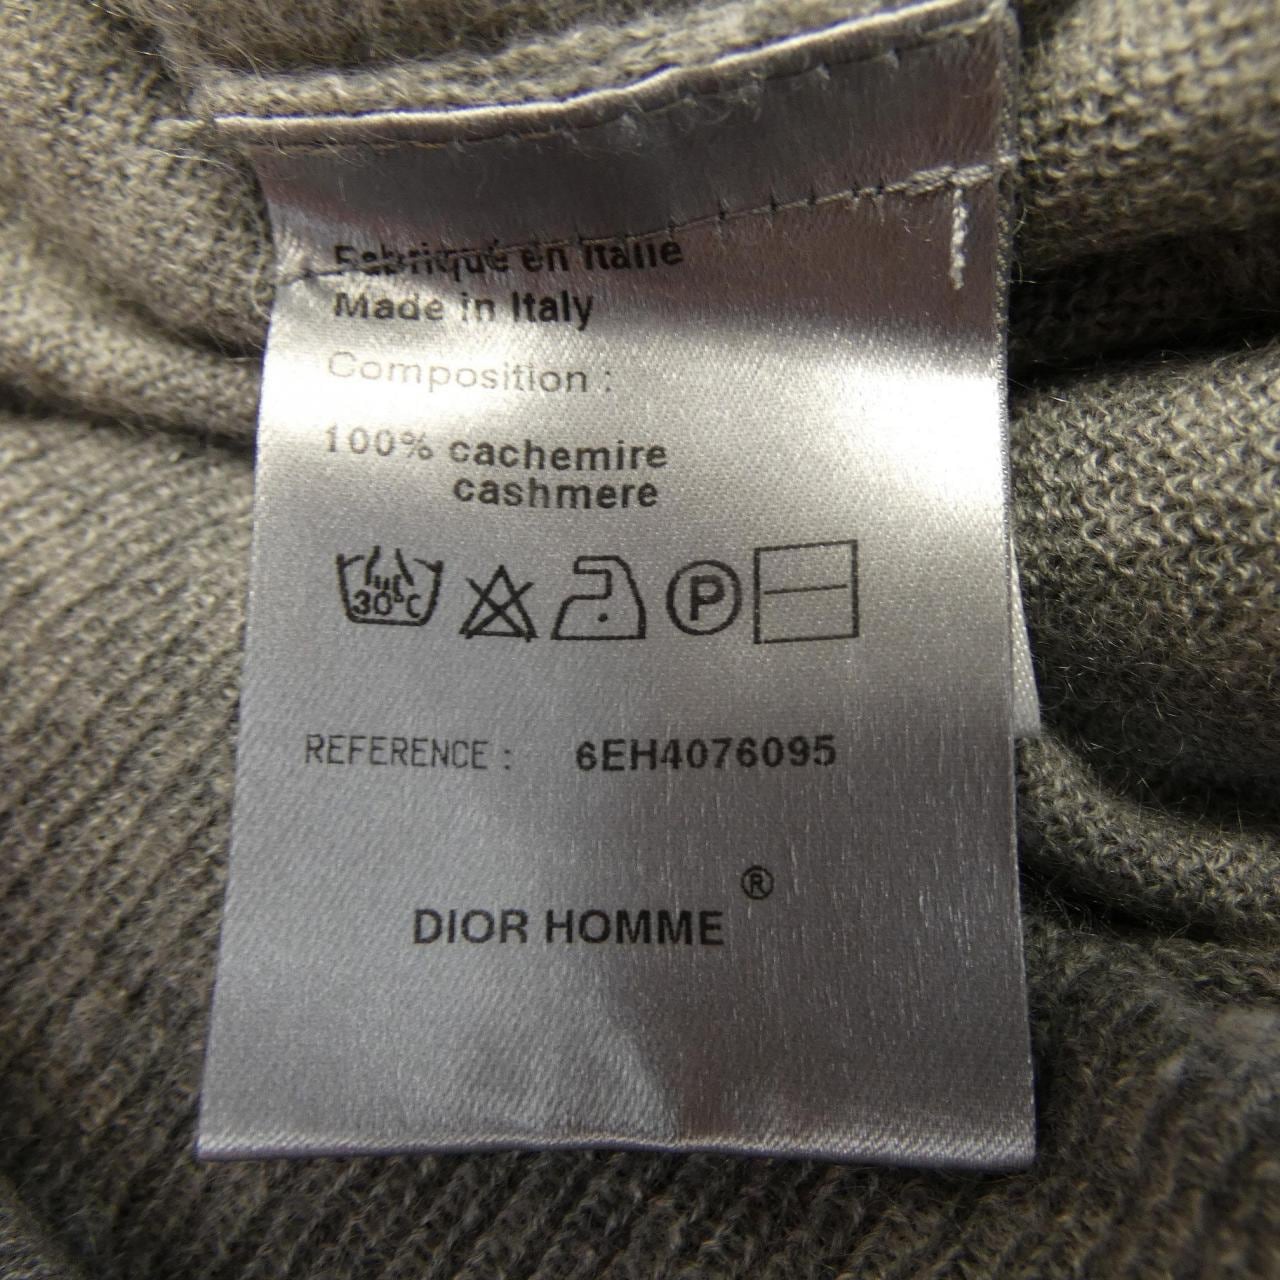 Fabriqué en Italie
Made in Italy
Composition :
100% cachemire
cashmere
30°C
P
REFERENCE : 6EH4076095
DIOR HOMME ®